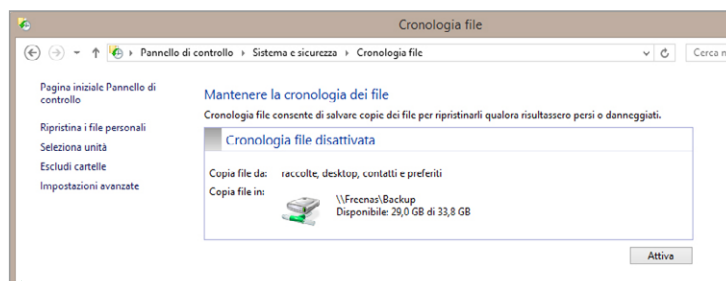 Cronologia file
Pannello di controllo Sistema e sicurezza Cronologia file
Cerca
Pagina iniziale Pannello di
controllo
Ripristina i file personali
Seleziona unità
Escludi cartelle
Impostazioni avanzate
Mantenere la cronologia dei file
Cronologia file consente di salvare copie dei file per ripristinarli qualora risultassero persi o danneggiati.
Cronologia file disattivata
Copia file da: raccolte, desktop, contatti e preferiti
Copia file in: \\Freenas\Backup
Disponibile: 29,0 GB di 33,8 GB
Attiva